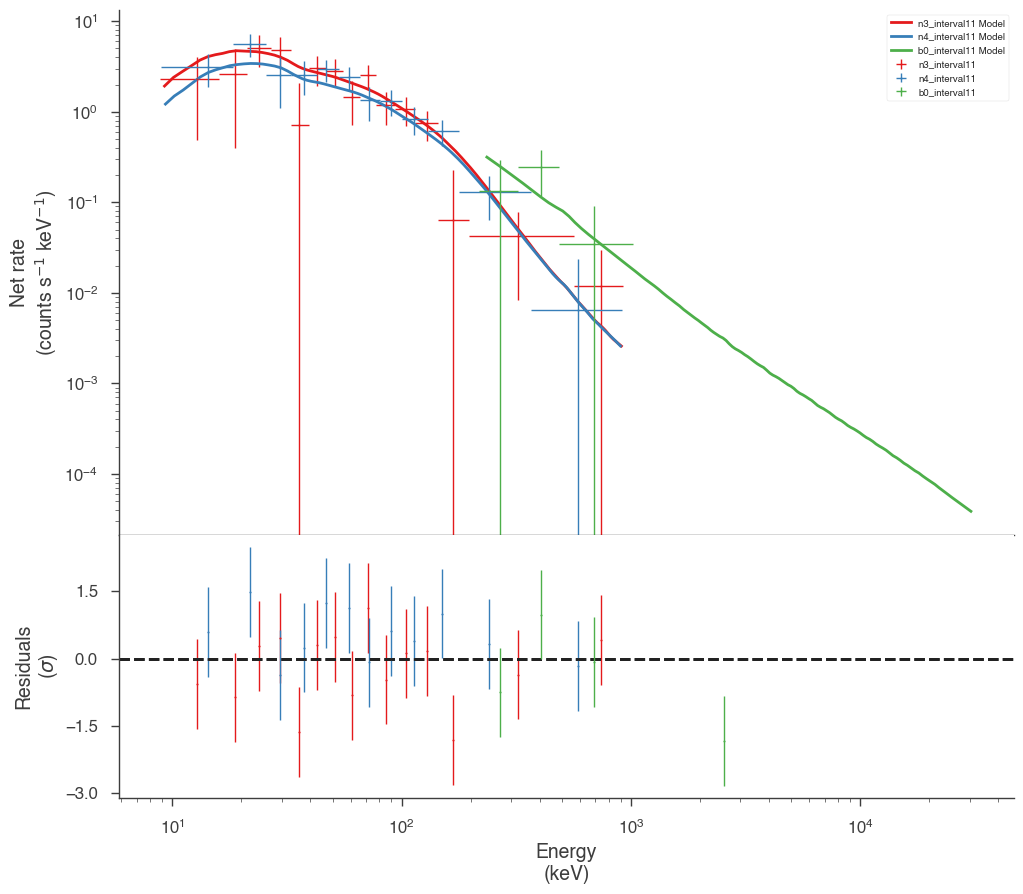 n3_interval11 Model
n4_interval11 Model
b0_interval11 Model
n3_interval11
n4_interval11
b0_interval11
Net rate
(counts s⁻¹ keV⁻¹)
10¹
10⁰
10⁻¹
10⁻²
10⁻³
10⁻⁴
Residuals
(σ)
1.5
0.0
−1.5
−3.0
10¹ 10² 10³ 10⁴
Energy
(keV)